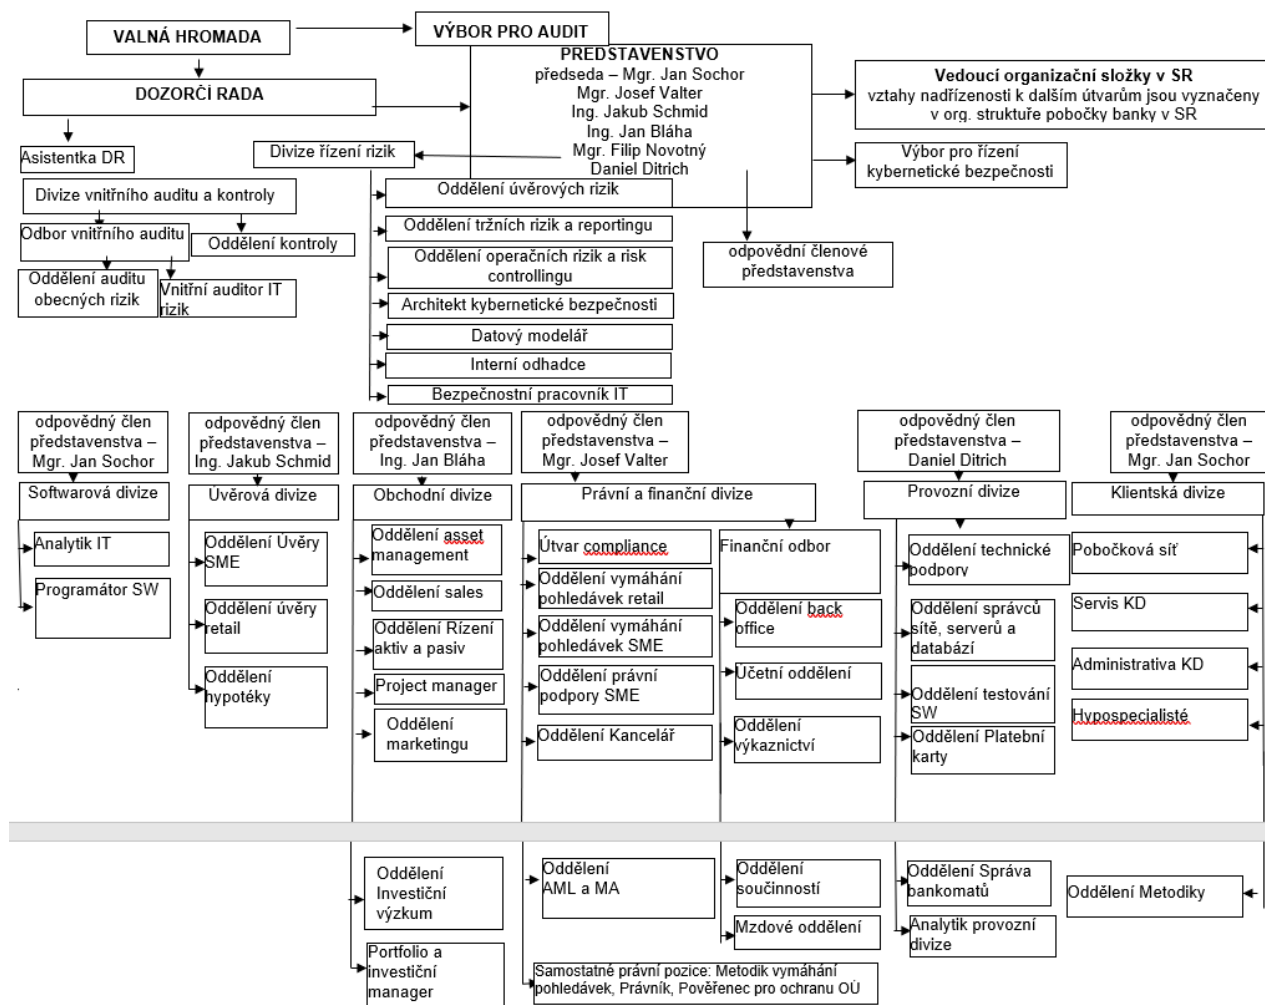 VALNÁ HROMADA
VÝBOR PRO AUDIT
DOZORČÍ RADA
PREDSTAVENSTVO
předseda – Mgr. Jan Sochor
Mgr. Josef Valter
Ing. Jakub Schmid
Ing. Jan Bláha
Mgr. Filip Novotný
Daniel Ditrich
Vedoucí organizační složky v SR
vztahy nadřízenosti k dalším útvarům jsou vyznačeny
v org. struktuře pobočky banky v SR
Výbor pro řízení
kybernetické bezpečnosti
Asistentka DR
Divize řízení rizik
Divize vnitřního auditu a kontroly
Odbor vnitřního auditu
Oddělení kontroly
Oddělení auditu
obecných rizik
Vnitřní auditor IT
rizik
Oddělení úvěrových rizik
Oddělení tržních rizik a reportingu
Oddělení operačních rizik a risk
controllingu
Architekt kybernetické bezpečnosti
Datový modelář
Interní odhadce
Bezpečnostní pracovník IT
odpovědní členové
představenstva
odpovědný člen
představenstva –
Mgr. Jan Sochor
odpovědný člen
představenstva –
Ing. Jakub Schmid
odpovědný člen
představenstva –
Ing. Jan Bláha
odpovědný člen
představenstva –
Mgr. Josef Valter
odpovědný člen
představenstva –
Daniel Ditrich
odpovědný člen
představenstva –
Mgr. Jan Sochor
Softwarová divize
Úvěrová divize
Obchodní divize
Právní a finanční divize
Provozní divize
Klientská divize
Analytik IT
Programátor SW
Oddělení Úvěry
SME
Oddělení úvěry
retail
Oddělení
hypotéky
Oddělení asset
management
Oddělení sales
Oddělení Rízení
aktiv a pasiv
Project manager
Oddělení
marketingu
Oddělení
Investiční
výzkum
Portfolio a
investiční
manager
Útvar compliance
Oddělení vymáhání
pohledávek retail
Oddělení vymáhání
pohledávek SME
Oddělení právní
podpory SME
Oddělení Kancelář
Oddělení
AML a MA
Samostatné právní pozice: Metodik vymáhání
pohledávek, Právník, Pověřenec pro ochranu OÚ
Finanční odbor
Oddělení back
office
Účetní oddělení
Oddělení
výkaznictví
Oddělení
součinností
Mzdové oddělení
Oddělení technické
podpory
Oddělení správců
sítě, serverů a
databází
Oddělení testování
SW
Oddělení Platební
karty
Oddělení Správa
bankomatů
Analytik provozní
divize
Pobočková síť
Servis KD
Administrativa KD
Hypospecialisté
Oddělení Metodiky